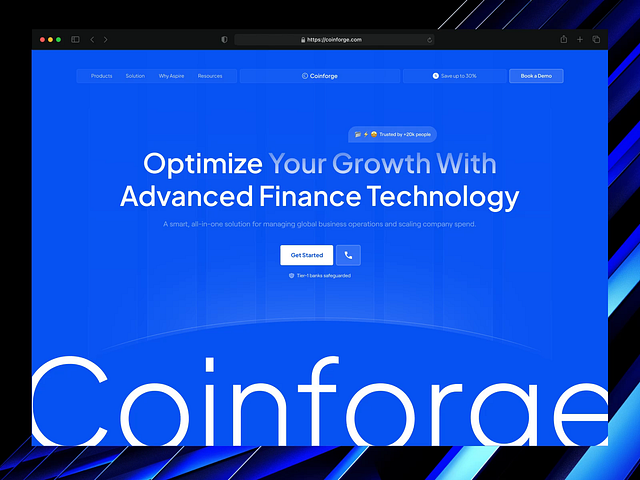 https://coinforge.com
Products Solution Why Aspire Resources Coinforge Save up to 30% Book a Demo
Trusted by +20k people
Optimize Your Growth With
Advanced Finance Technology
A smart, all-in-one solution for managing global business operations and scaling company spend.
Get Started
Tier-1 banks safeguarded
Coinforge